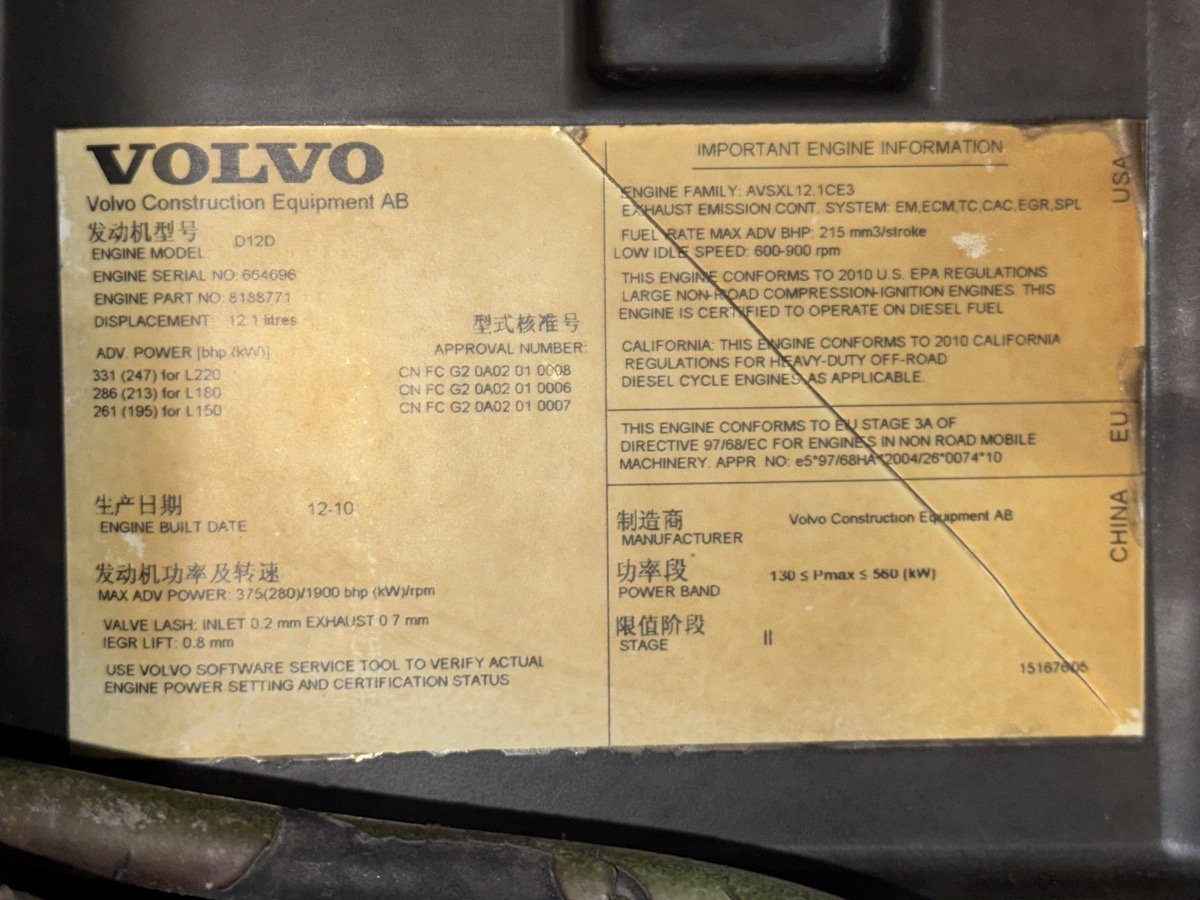 VOLVO
Volvo Construction Equipment AB
发动机型号
ENGINE MODEL: D12D
ENGINE SERIAL NO: 664696
ENGINE PART NO: 8188771
DISPLACEMENT: 12.1 litres
型式核准号
ADV. POWER [bhp (kW)] APPROVAL NUMBER:
331 (247) for L220 CN FC G2 0A02 01 0008
286 (213) for L180 CN FC G2 0A02 01 0006
261 (195) for L150 CN FC G2 0A02 01 0007
生产日期
ENGINE BUILT DATE 12-10
发动机功率及转速
MAX ADV POWER: 375(280)/1900 bhp (kW)/rpm
VALVE LASH: INLET 0.2 mm EXHAUST 0.7 mm
IEGR LIFT: 0.8 mm
USE VOLVO SOFTWARE SERVICE TOOL TO VERIFY ACTUAL
ENGINE POWER SETTING AND CERTIFICATION STATUS
IMPORTANT ENGINE INFORMATION
USA
ENGINE FAMILY: AVSXL12.1CE3
EXHAUST EMISSION CONT. SYSTEM: EM,ECM,TC,CAC,EGR,SPL
FUEL RATE MAX ADV BHP: 215 mm3/stroke
LOW IDLE SPEED: 600-900 rpm
THIS ENGINE CONFORMS TO 2010 U.S. EPA REGULATIONS
LARGE NON-ROAD COMPRESSION-IGNITION ENGINES. THIS
ENGINE IS CERTIFIED TO OPERATE ON DIESEL FUEL
CALIFORNIA: THIS ENGINE CONFORMS TO 2010 CALIFORNIA
REGULATIONS FOR HEAVY-DUTY OFF-ROAD
DIESEL CYCLE ENGINES, AS APPLICABLE.
EU
THIS ENGINE CONFORMS TO EU STAGE 3A OF
DIRECTIVE 97/68/EC FOR ENGINES IN NON ROAD MOBILE
MACHINERY. APPR. NO: e5*97/68HA*2004/26*0074*10
CHINA
制造商
MANUFACTURER Volvo Construction Equipment AB
功率段
POWER BAND 130 ≤ Pmax ≤ 560 (kW)
限值阶段
STAGE II
15167605